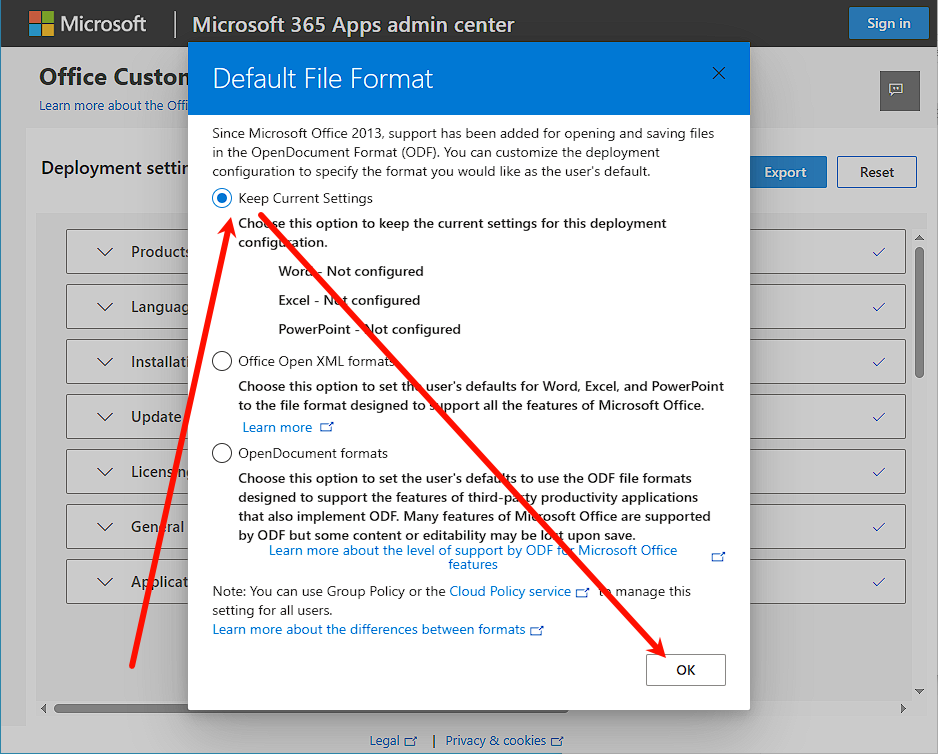 Microsoft | Microsoft 365 Apps admin center
Sign in
Office Custon
Learn more about the Offi
Default File Format
Since Microsoft Office 2013, support has been added for opening and saving files
in the OpenDocument Format (ODF). You can customize the deployment
configuration to specify the format you would like as the user's default.
Deployment settin
Export
Reset
Keep Current Settings
Choose this option to keep the current settings for this deployment
configuration.
Word - Not configured
Excel - Not configured
PowerPoint - Not configured
Office Open XML formats
Choose this option to set the user's defaults for Word, Excel, and PowerPoint
to the file format designed to support all the features of Microsoft Office.
Learn more
OpenDocument formats
Choose this option to set the user's defaults to use the ODF file formats
designed to support the features of third-party productivity applications
that also implement ODF. Many features of Microsoft Office are supported
by ODF but some content or editability may be lost upon save.
Learn more about the level of support by ODF for Microsoft Office
features
Note: You can use Group Policy or the Cloud Policy service to manage this
setting for all users.
Learn more about the differences between formats
OK
Products
Languag
Installati
Update
Licensing
General
Applicat
Legal | Privacy & cookies